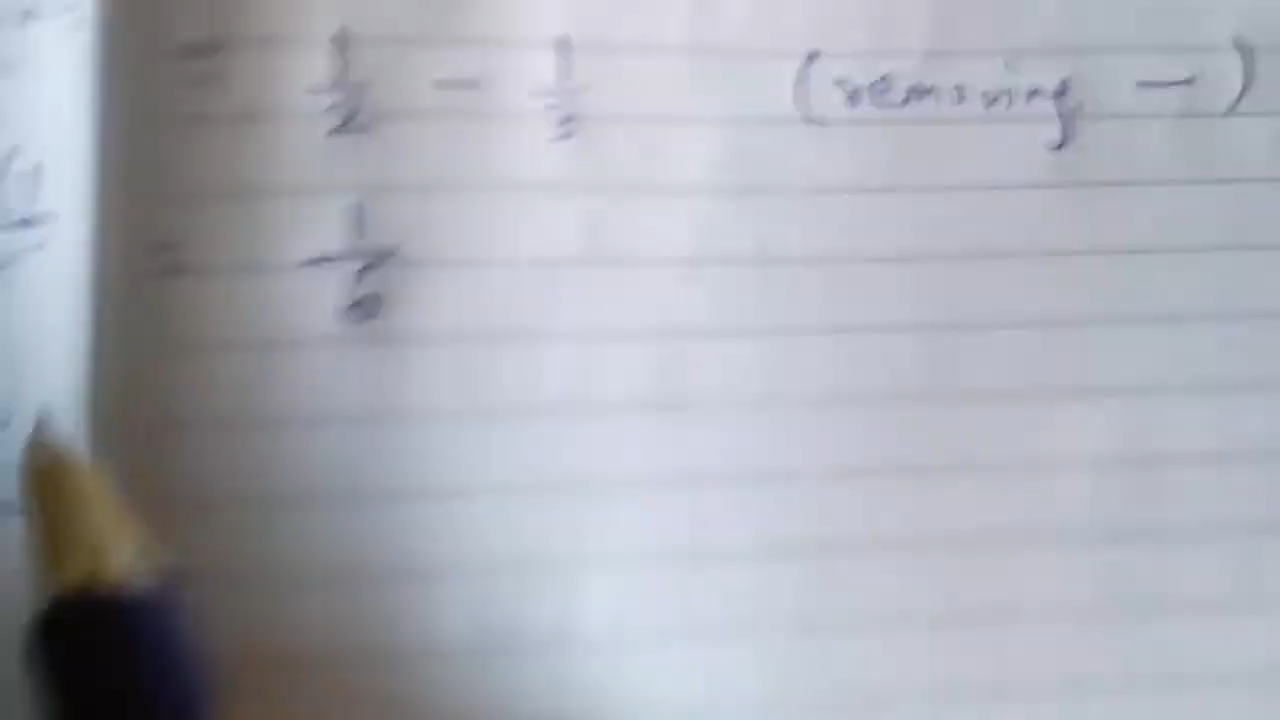 = 1/2 - 1/3 (removing -)
= 1/6